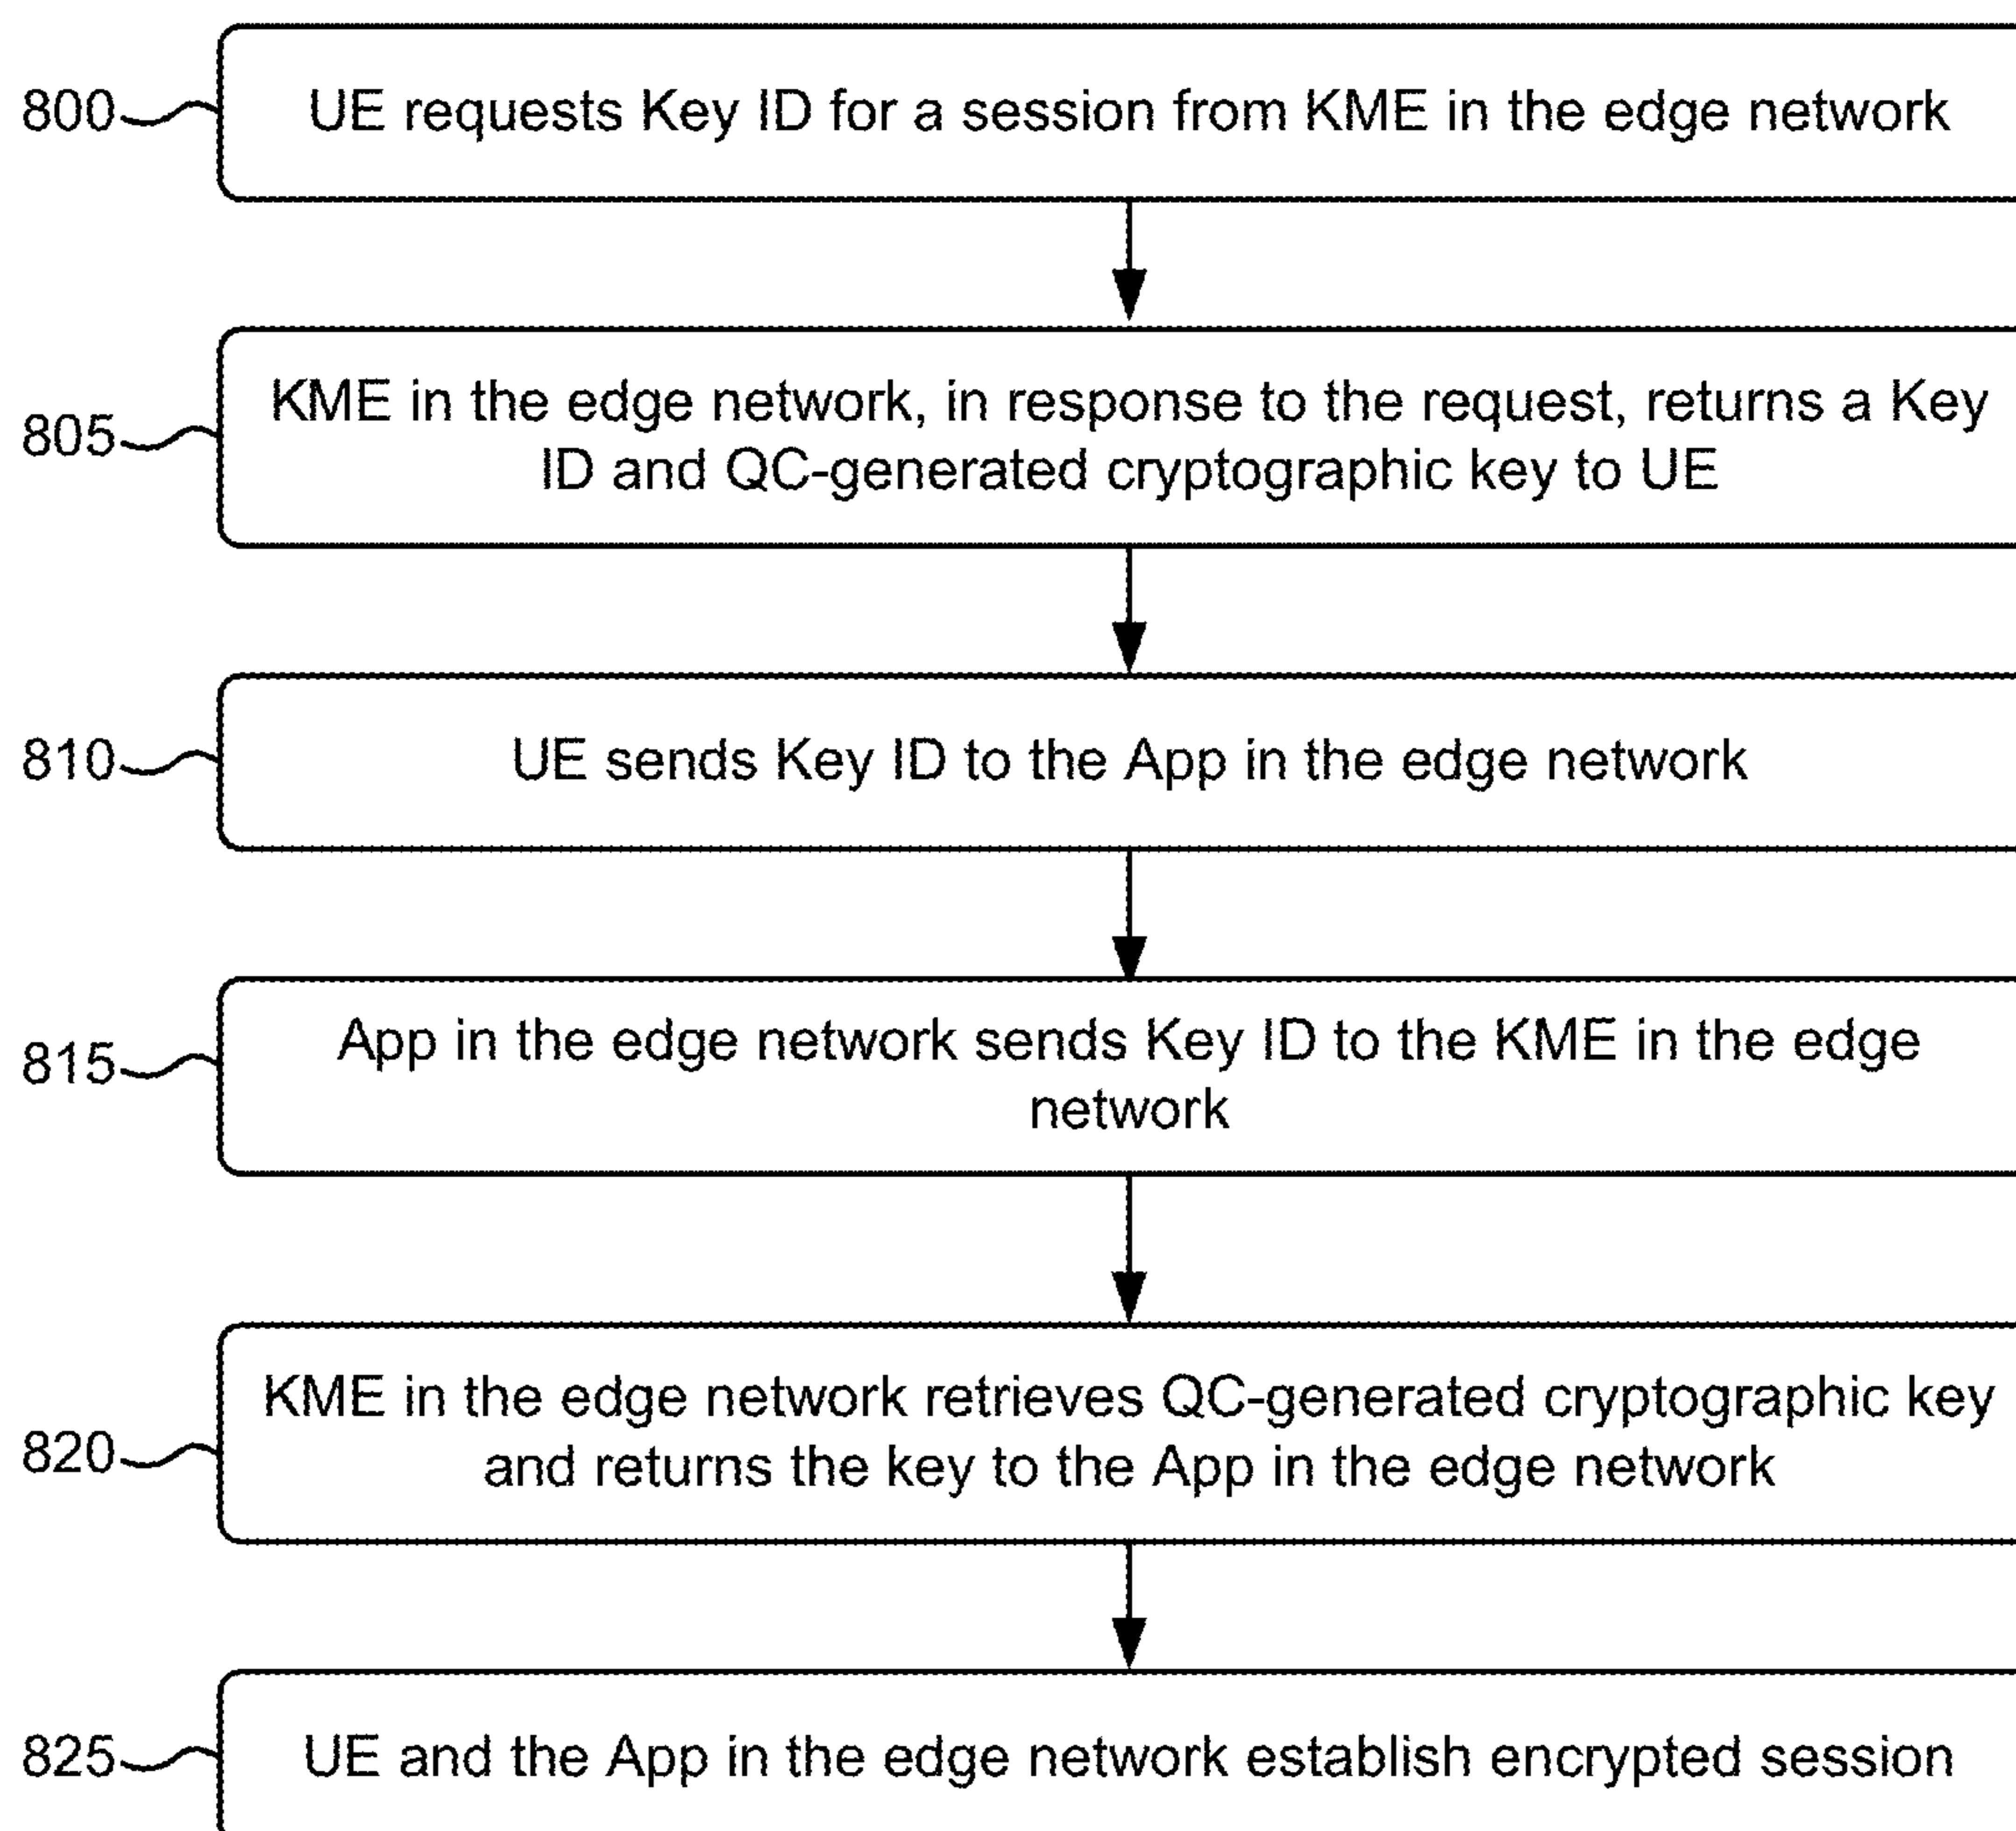 800
UE requests Key ID for a session from KME in the edge network
805
KME in the edge network, in response to the request, returns a Key
ID and QC-generated cryptographic key to UE
810
UE sends Key ID to the App in the edge network
815
App in the edge network sends Key ID to the KME in the edge
network
820
KME in the edge network retrieves QC-generated cryptographic key
and returns the key to the App in the edge network
825
UE and the App in the edge network establish encrypted session